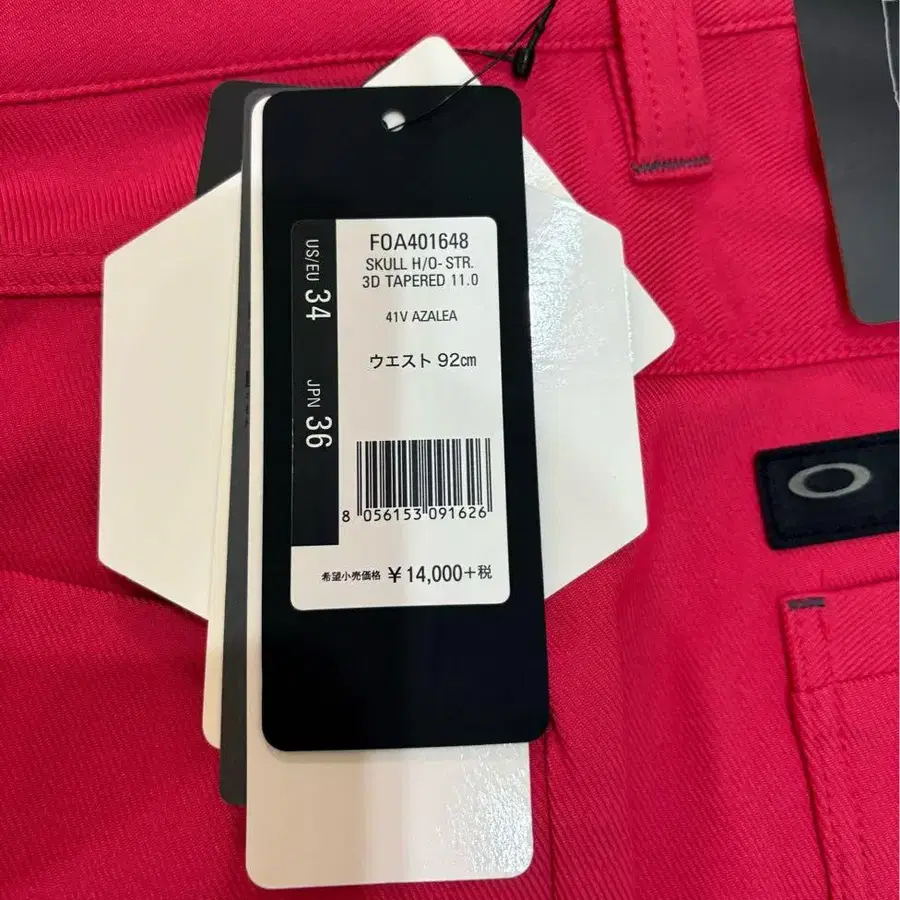 FOA401648
SKULL H/O-STR.
3D TAPERED 11.0
41V AZALEA
ウエスト 92㎝
US/EU 34
JPN 36
8 056153 091626
希望小売価格 ¥14,000+税